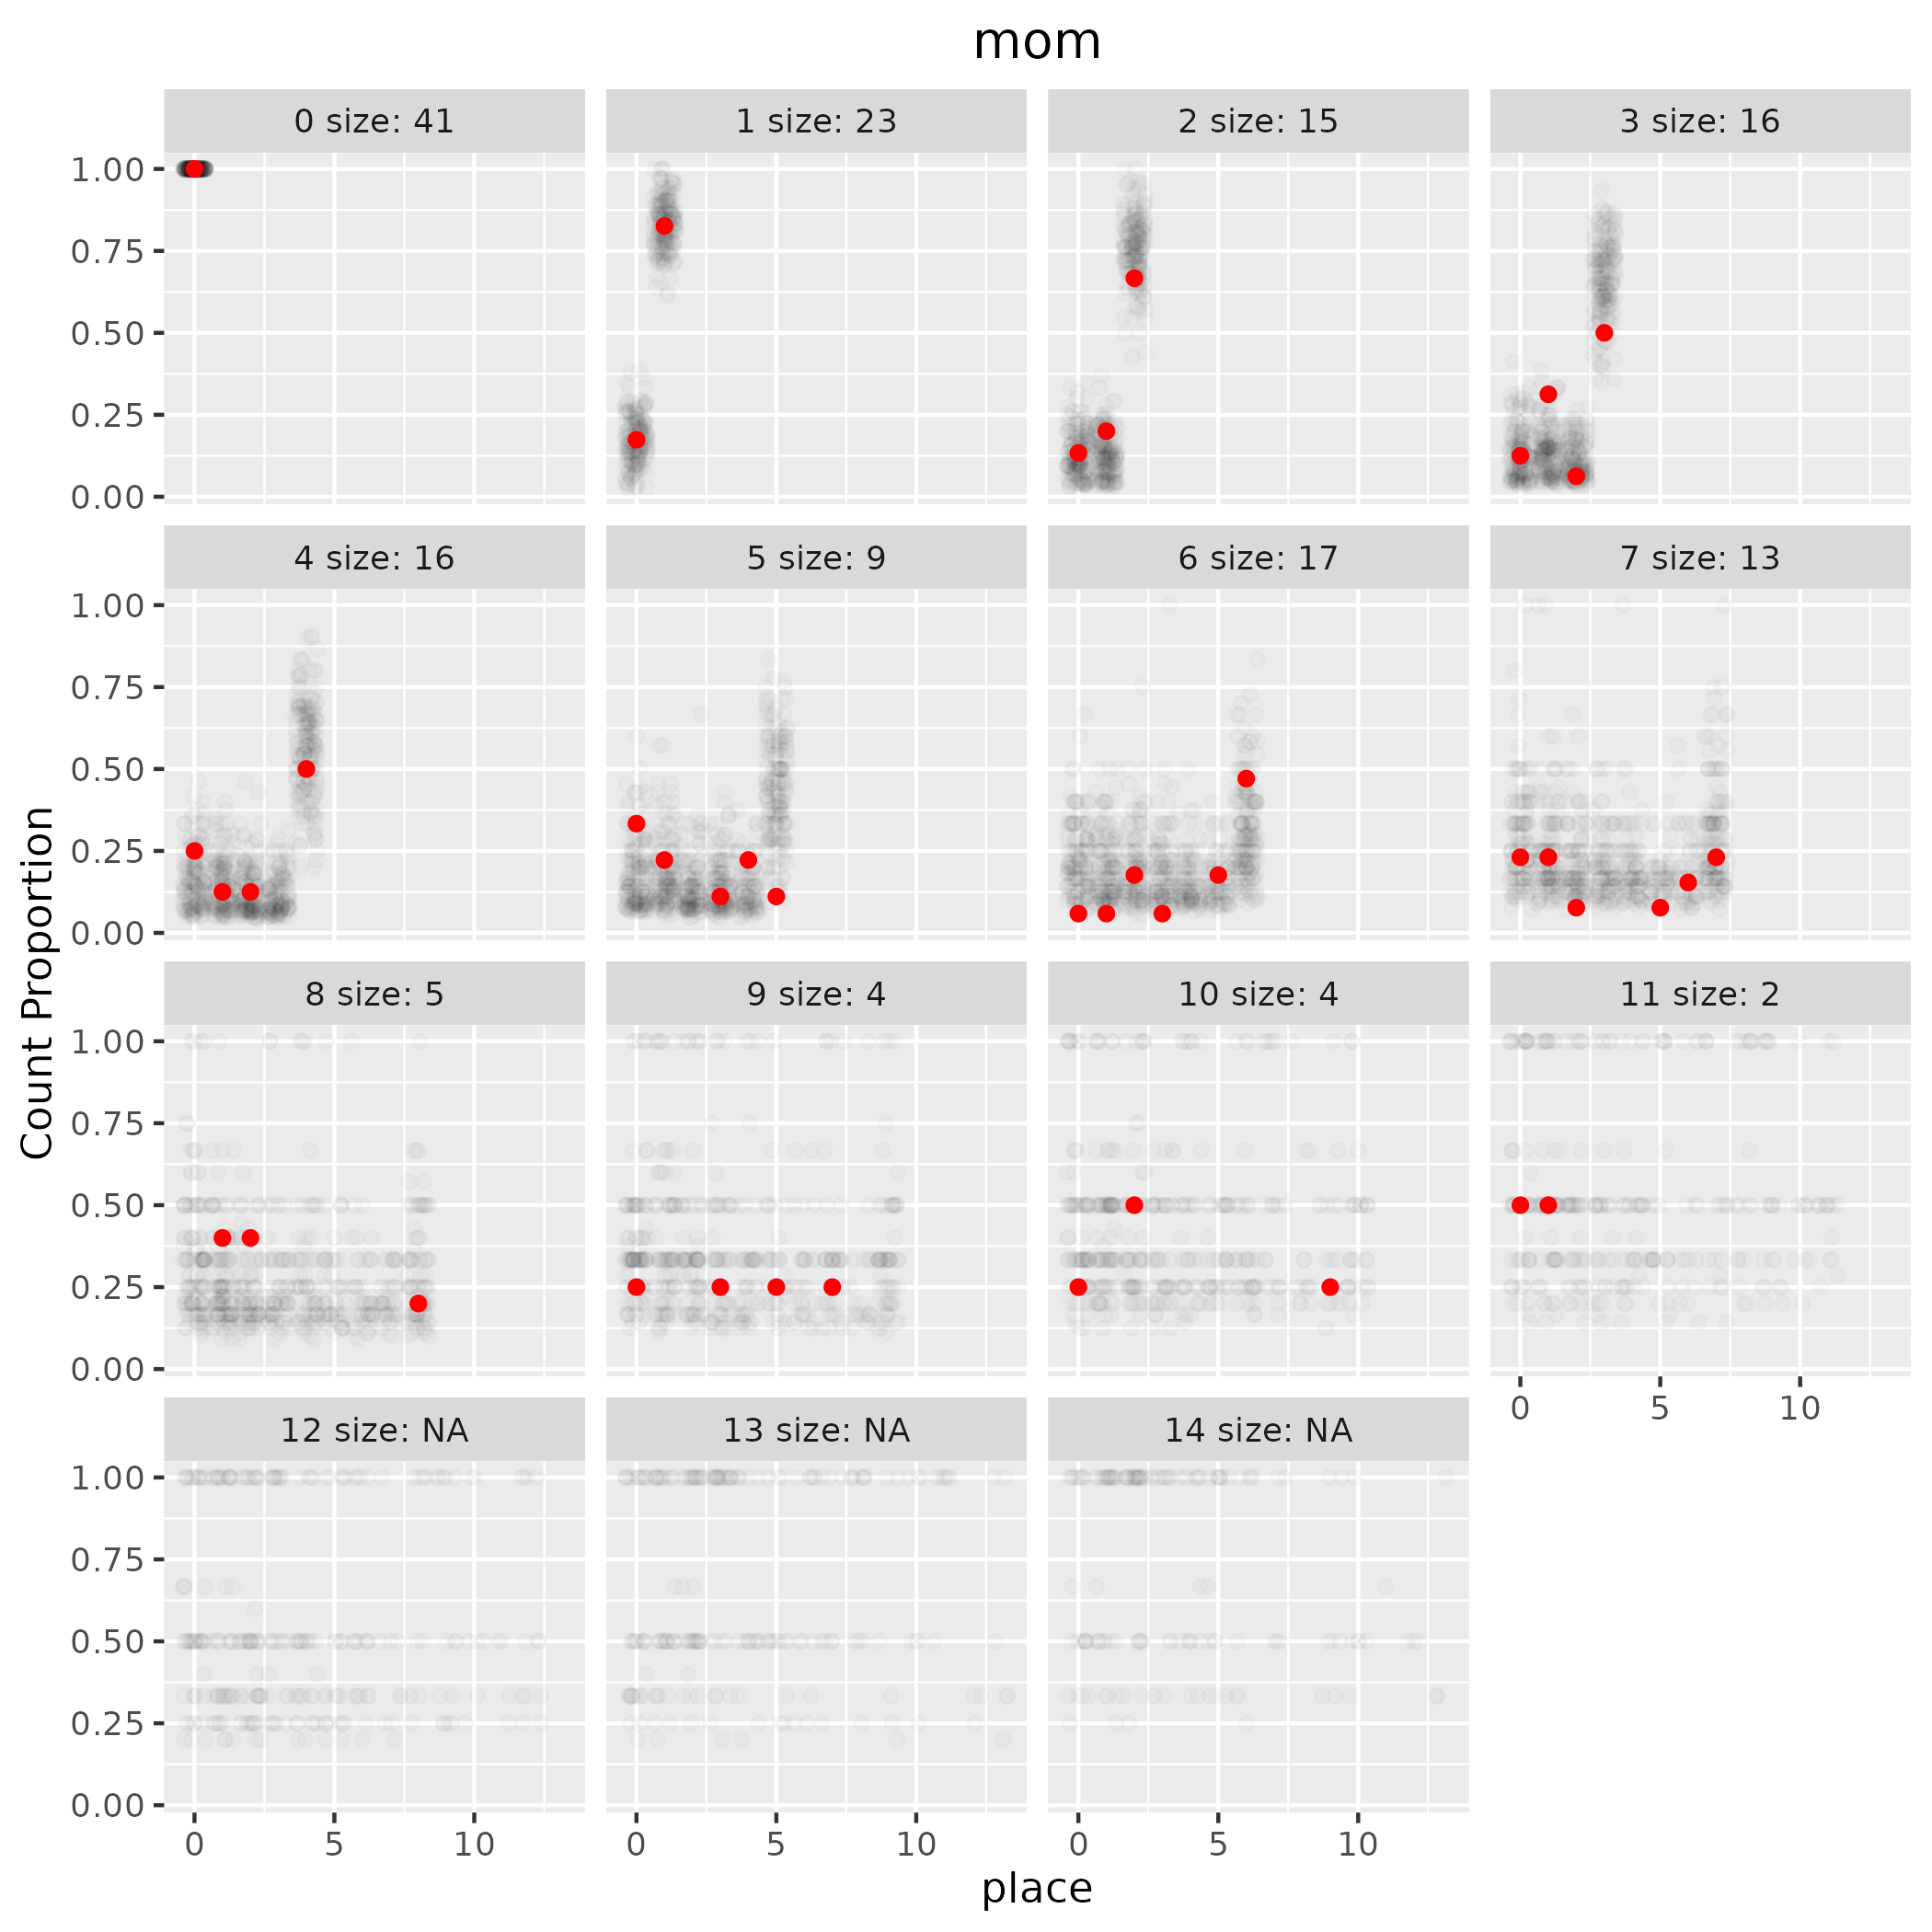 mom
0 size: 41
1 size: 23
2 size: 15
3 size: 16
1.00
0.75
0.50
0.25
0.00
4 size: 16
5 size: 9
6 size: 17
7 size: 13
1.00
0.75
0.50
0.25
0.00
Count Proportion
8 size: 5
9 size: 4
10 size: 4
11 size: 2
1.00
0.75
0.50
0.25
0.00
0 5 10
12 size: NA
13 size: NA
14 size: NA
1.00
0.75
0.50
0.25
0.00
0 5 10
0 5 10
0 5 10
place